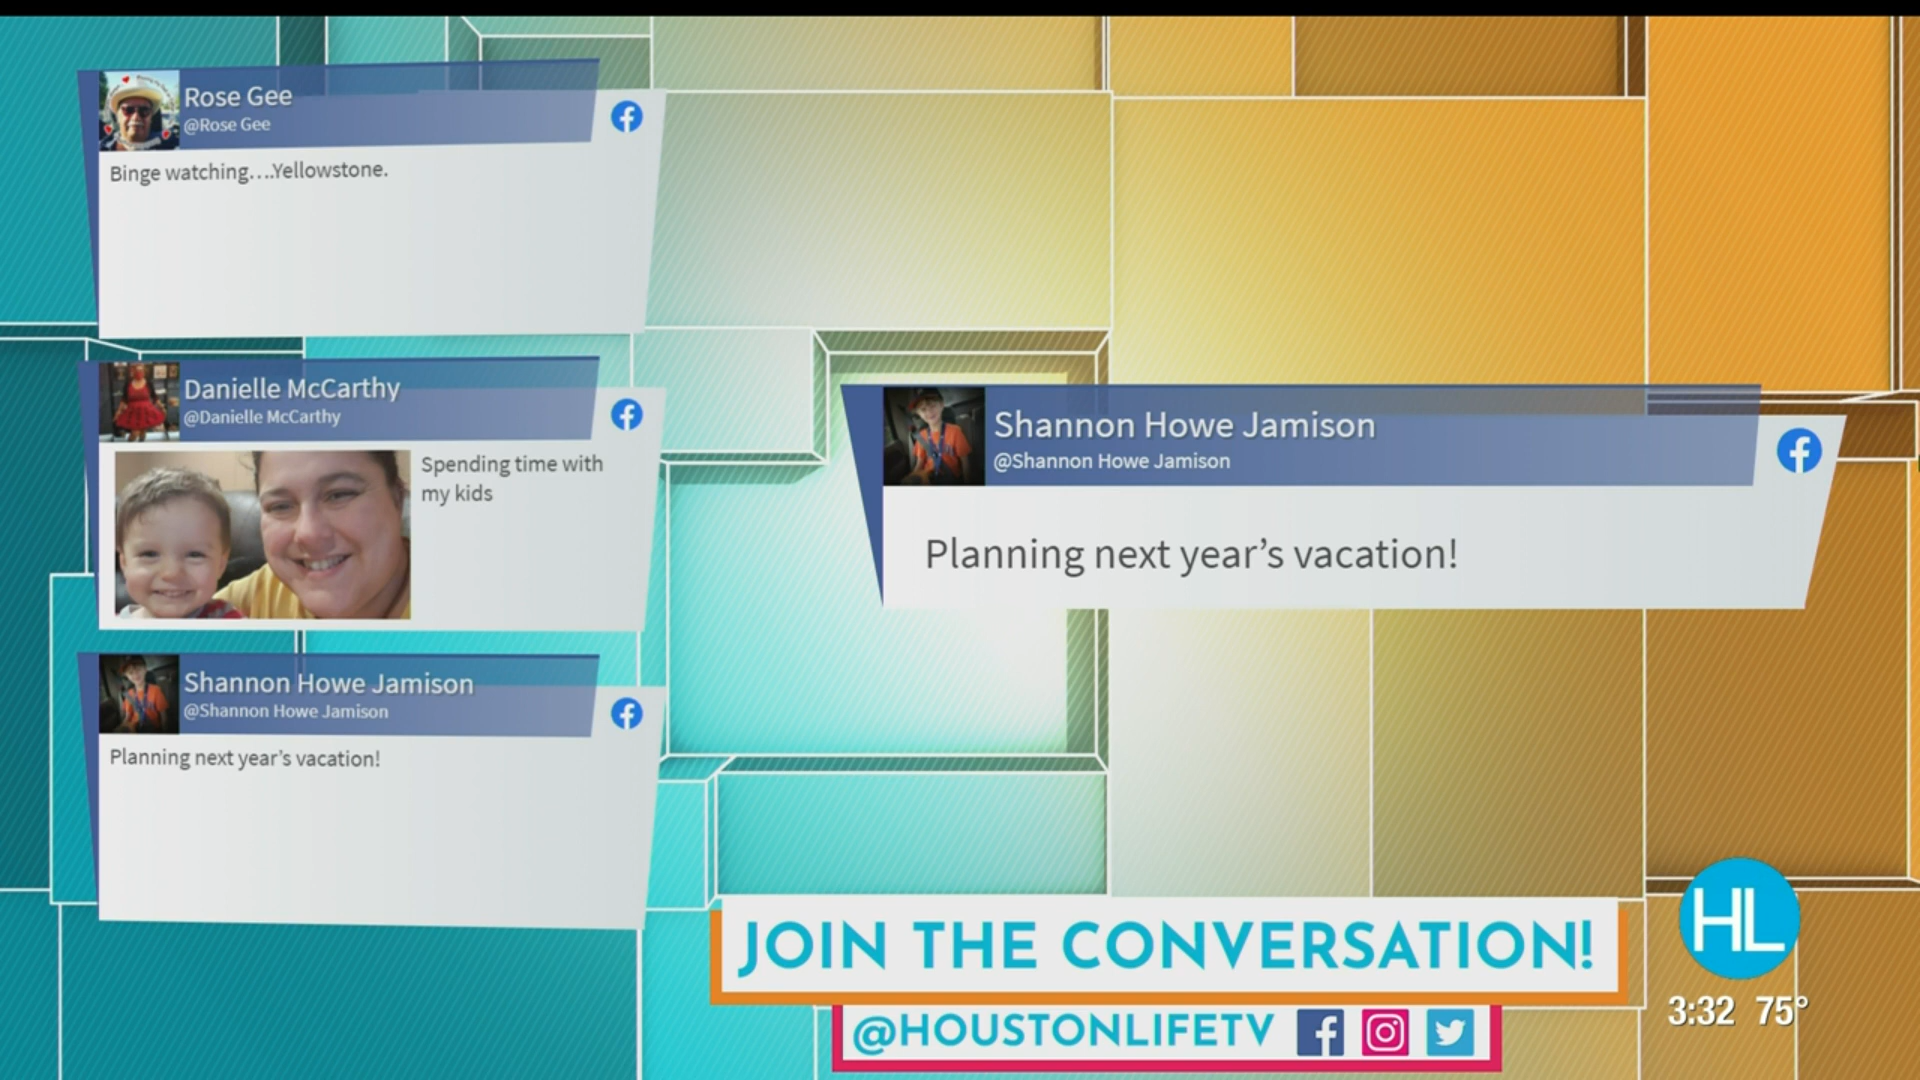 Rose Gee
@Rose Gee
Binge watching....Yellowstone.
Danielle McCarthy
@Danielle McCarthy
Spending time with
my kids
Shannon Howe Jamison
@Shannon Howe Jamison
Planning next year's vacation!
Shannon Howe Jamison
@Shannon Howe Jamison
Planning next year's vacation!
JOIN THE CONVERSATION!
@HOUSTONLIFETV
HL
3:32 75°